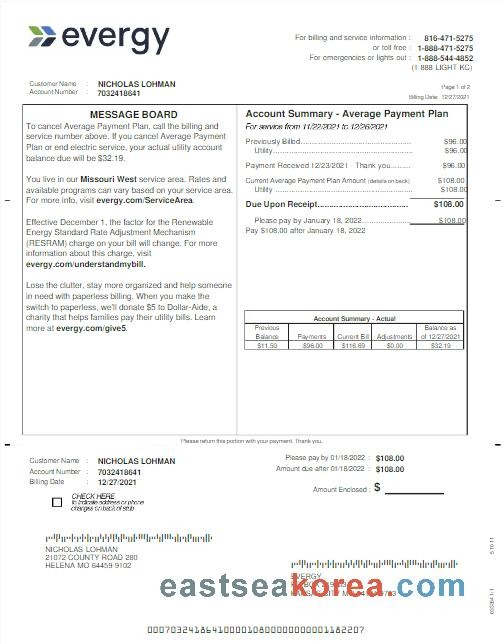 evergy
For billing and service information : 816-471-5275
or toll free : 1-888-471-5275
For emergencies or lights out : 1-888-544-4852
(1 888 LIGHT KC)
Customer Name : NICHOLAS LOHMAN
Account Number : 7032418641
Page 1 of 2
Billing Date: 12/27/2021
MESSAGE BOARD
To cancel Average Payment Plan, call the billing and
service number above. If you cancel Average Payment
Plan or end electric service, your actual utility account
balance due will be $32.19.
You live in our Missouri West service area. Rates and
available programs can vary based on your service area.
For more info, visit evergy.com/ServiceArea.
Effective December 1, the factor for the Renewable
Energy Standard Rate Adjustment Mechanism
(RESRAM) charge on your bill will change. For more
information about this charge, visit
evergy.com/understandmybill.
Lose the clutter, stay more organized and help someone
in need with paperless billing. When you make the
switch to paperless, we'll donate $5 to Dollar-Aide, a
charity that helps families pay their utility bills. Learn
more at evergy.com/give5.
Account Summary - Average Payment Plan
For service from 11/22/2021 to 12/26/2021
Previously Billed $96.00
Utility $96.00
Payment Received 12/23/2021 Thank you $96.00
Current Average Payment Plan Amount (details on back) $108.00
Utility $108.00
Due Upon Receipt $108.00
Please pay by January 18, 2022 $108.00
Pay $108.00 after January 18, 2022
Account Summary - Actual
Previous Balance Payments Current Bill Adjustments Balance as of 12/27/2021
$11.50 $96.00 $116.69 $0.00 $32.19
Please return this portion with your payment. Thank you.
Customer Name : NICHOLAS LOHMAN
Account Number : 7032418641
Billing Date : 12/27/2021
Please pay by 01/18/2022 : $108.00
Amount due after 01/18/2022 : $108.00
Amount Enclosed : $
CHECK HERE
to indicate address or phone
changes on back of stub
NICHOLAS LOHMAN
21072 COUNTY ROAD 280
HELENA MO 64459-9102
EVERGY
eastseakorea.com